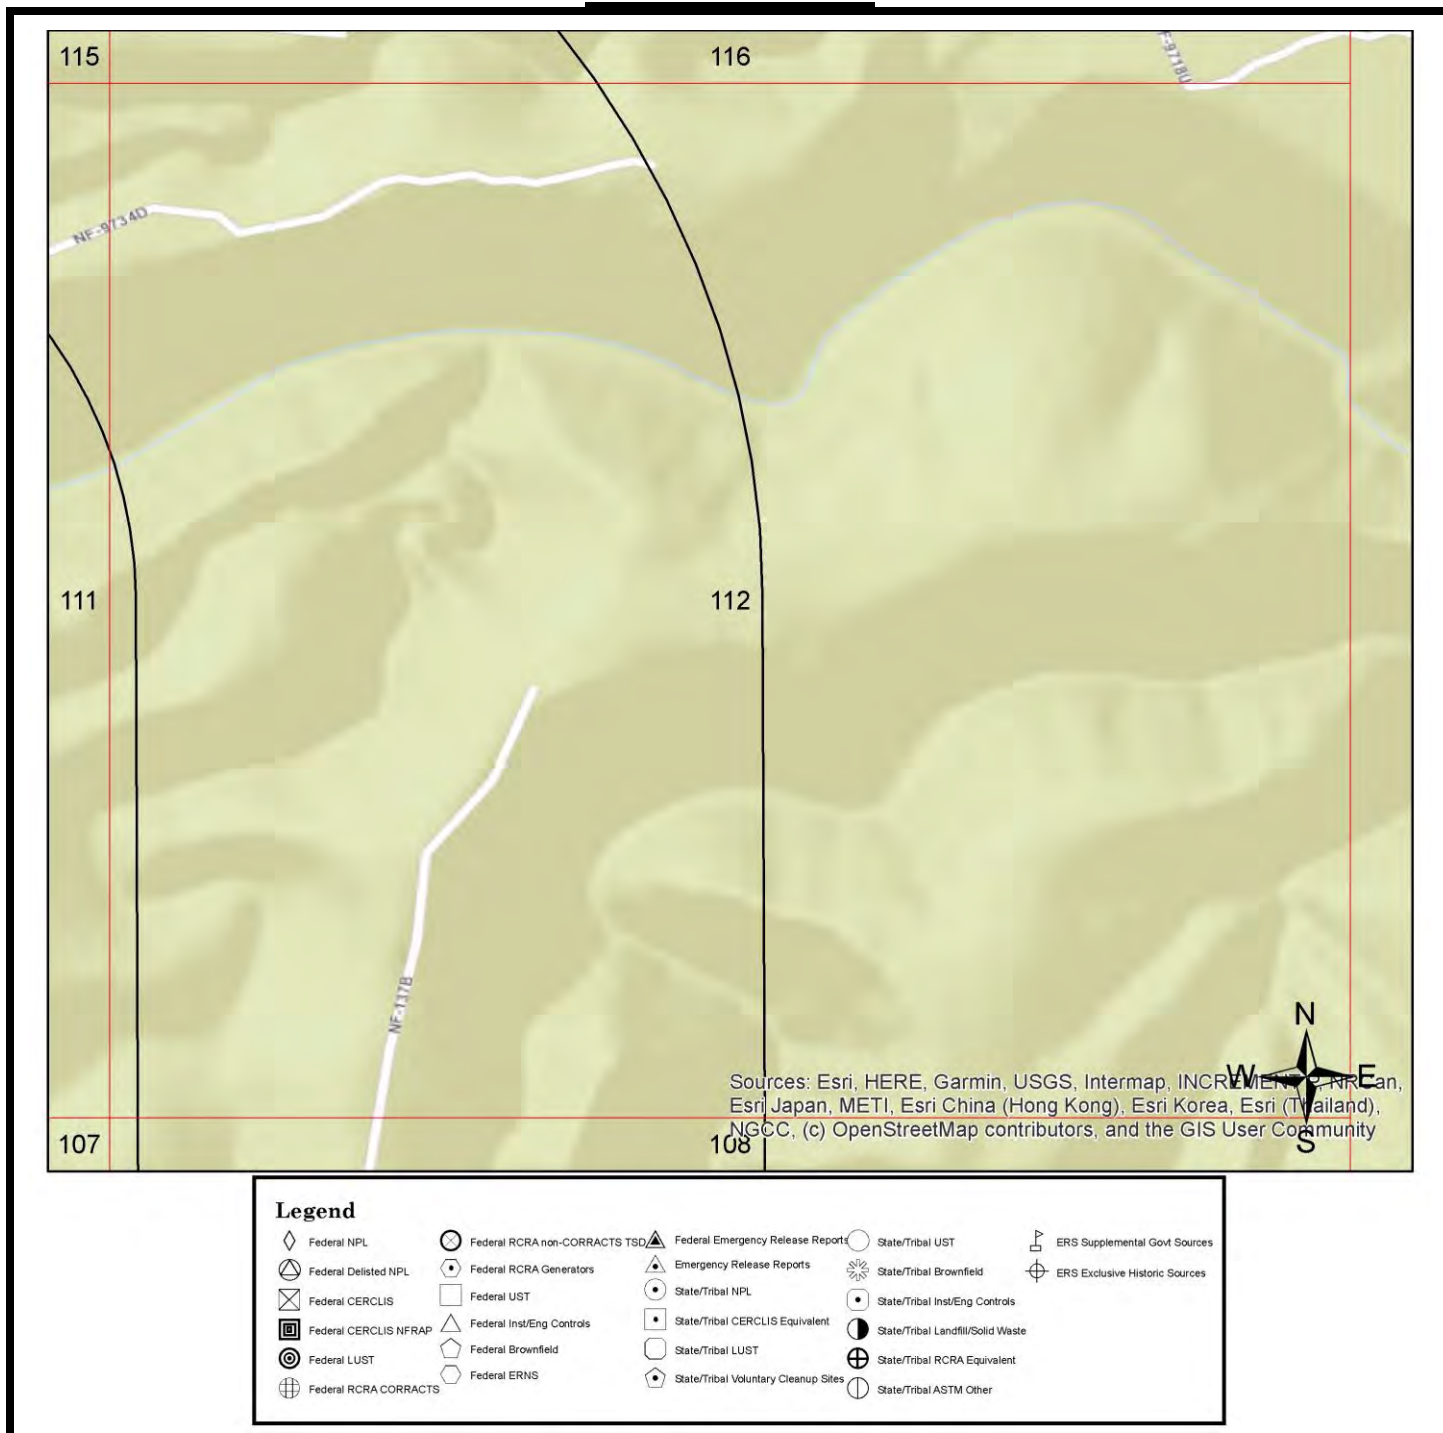 115
116
F-9718U
NF-9734D
111
112
NF-137B
N
W
E
Sources: Esri, HERE, Garmin, USGS, Intermap, INCREMENT P, NRCan,
Esri Japan, METI, Esri China (Hong Kong), Esri Korea, Esri (Thailand),
NGCC, (c) OpenStreetMap contributors, and the GIS User Community
S
107
108
Legend
Federal NPL
Federal Delisted NPL
Federal CERCLIS
Federal CERCLIS NFRAP
Federal LUST
Federal RCRA CORRACTS
Federal RCRA non-CORRACTS TSD
Federal RCRA Generators
Federal UST
Federal Inst/Eng Controls
Federal Brownfield
Federal ERNS
Federal Emergency Release Reports
Emergency Release Reports
State/Tribal NPL
State/Tribal CERCLIS Equivalent
State/Tribal LUST
State/Tribal Voluntary Cleanup Sites
State/Tribal UST
State/Tribal Brownfield
State/Tribal Inst/Eng Controls
State/Tribal Landfill/Solid Waste
State/Tribal RCRA Equivalent
State/Tribal ASTM Other
ERS Supplemental Govt Sources
ERS Exclusive Historic Sources